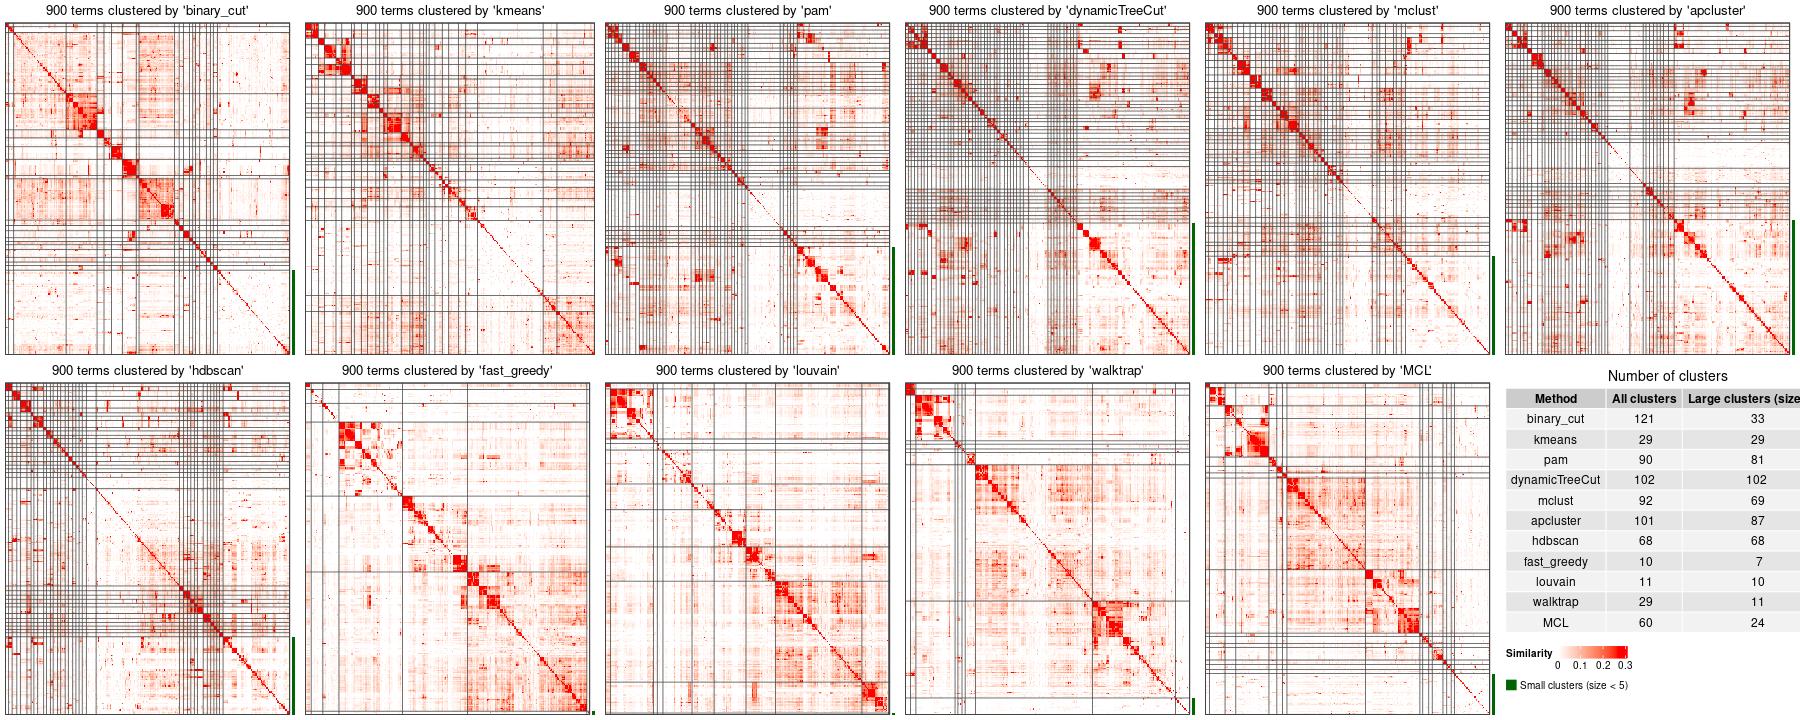 900 terms clustered by 'binary_cut'
900 terms clustered by 'kmeans'
900 terms clustered by 'pam'
900 terms clustered by 'dynamicTreeCut'
900 terms clustered by 'mclust'
900 terms clustered by 'apcluster'
900 terms clustered by 'hdbscan'
900 terms clustered by 'fast_greedy'
900 terms clustered by 'louvain'
900 terms clustered by 'walktrap'
900 terms clustered by 'MCL'
Number of clusters
Method All clusters Large clusters (size
binary_cut 121 33
kmeans 29 29
pam 90 81
dynamicTreeCut 102 102
mclust 92 69
apcluster 101 87
hdbscan 68 68
fast_greedy 10 7
louvain 11 10
walktrap 29 11
MCL 60 24
Similarity
0 0.1 0.2 0.3
Small clusters (size < 5)